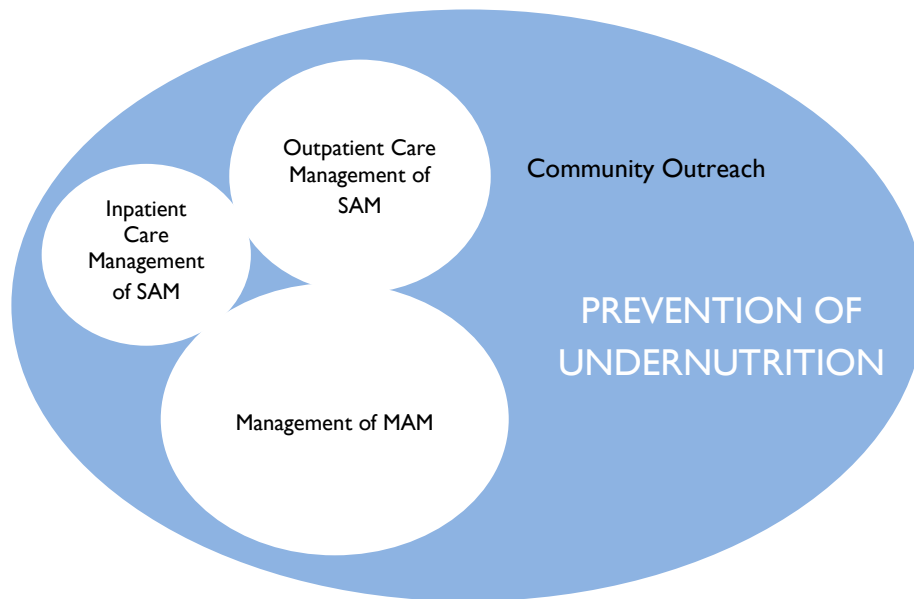 Outpatient Care
Management of
SAM
Community Outreach
Inpatient
Care
Management
of SAM
PREVENTION OF
UNDERNUTRITION
Management of MAM